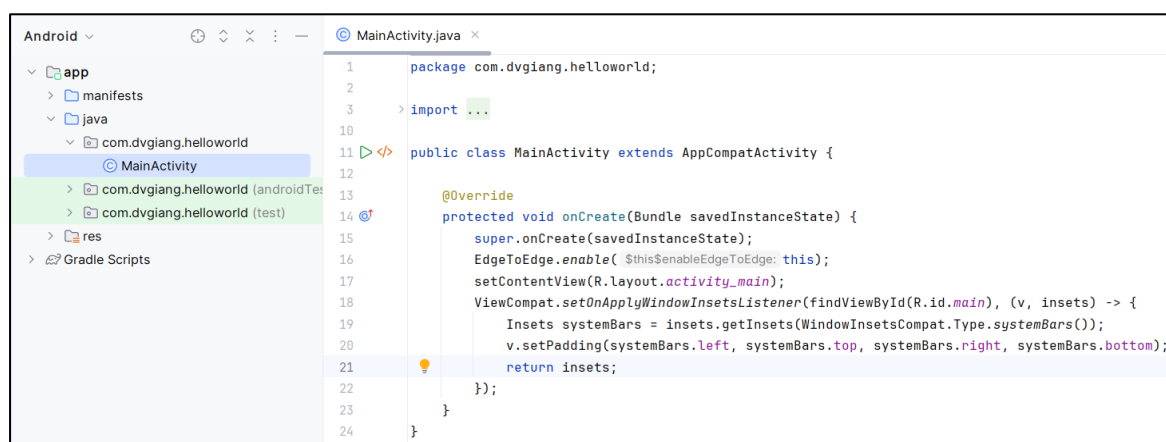 Android
app
manifests
java
com.dvgiang.helloworld
MainActivity
com.dvgiang.helloworld (androidTes
com.dvgiang.helloworld (test)
res
Gradle Scripts
MainActivity.java
1 package com.dvgiang.helloworld;
2
3 import ...
10
11 public class MainActivity extends AppCompatActivity {
12
13 @Override
14 protected void onCreate(Bundle savedInstanceState) {
15 super.onCreate(savedInstanceState);
16 EdgeToEdge.enable( $this$enableEdgeToEdge: this);
17 setContentView(R.layout.activity_main);
18 ViewCompat.setOnApplyWindowInsetsListener(findViewById(R.id.main), (v, insets) -> {
19 Insets systemBars = insets.getInsets(WindowInsetsCompat.Type.systemBars());
20 v.setPadding(systemBars.left, systemBars.top, systemBars.right, systemBars.bottom);
21 return insets;
22 });
23 }
24 }